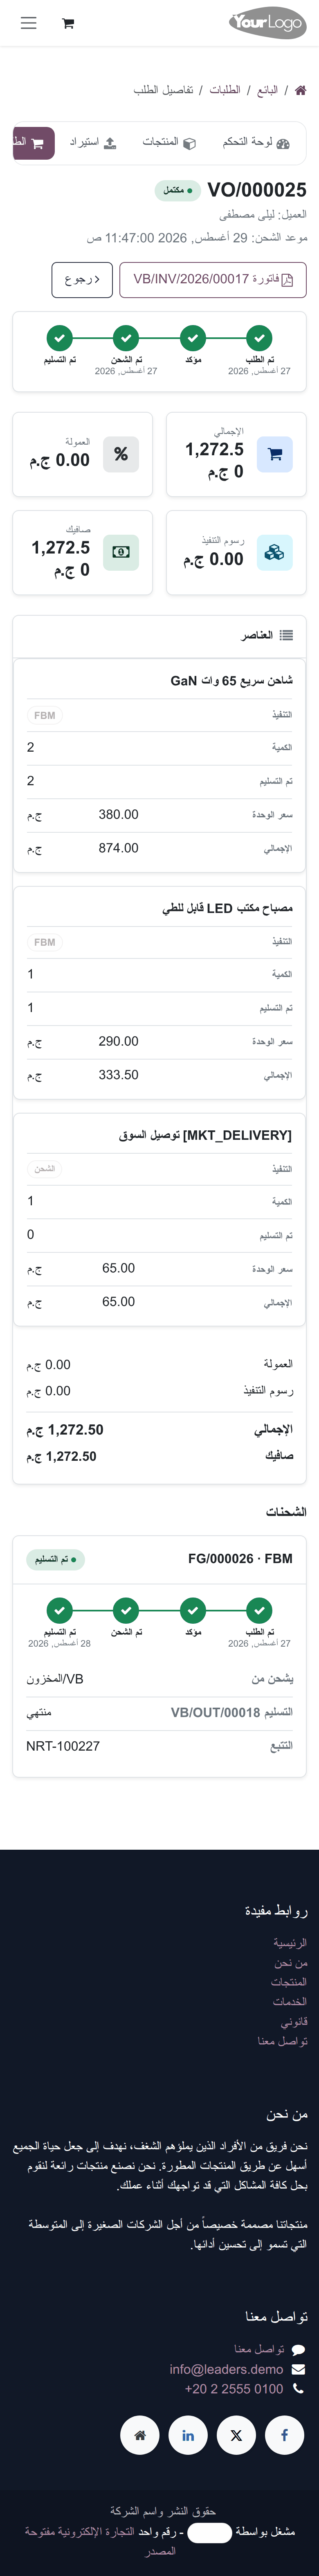 YourLogo
البائع / الطلبات / تفاصيل الطلب
لوحة التحكم المنتجات استيراد الط
VO/000025 مكتمل
العميل: ليلى مصطفى
موعد الشحن: 29 أغسطس, 2026 11:47:00 ص
فاتورة VB/INV/2026/00017 رجوع
تم الطلب مؤكد تم الشحن تم التسليم
27 أغسطس, 2026 27 أغسطس, 2026
الإجمالي
1,272.5
0 ج.م
العمولة
0.00 ج.م
رسوم التنفيذ
0.00 ج.م
صافيك
1,272.5
0 ج.م
العناصر
شاحن سريع 65 وات GaN
التنفيذ FBM
الكمية 2
تم التسليم 2
سعر الوحدة 380.00 ج.م
الإجمالي 874.00 ج.م
مصباح مكتب LED قابل للطي
التنفيذ FBM
الكمية 1
تم التسليم 1
سعر الوحدة 290.00 ج.م
الإجمالي 333.50 ج.م
[MKT_DELIVERY] توصيل السوق
التنفيذ الشحن
الكمية 1
تم التسليم 0
سعر الوحدة 65.00 ج.م
الإجمالي 65.00 ج.م
العمولة 0.00 ج.م
رسوم التنفيذ 0.00 ج.م
الإجمالي 1,272.50 ج.م
صافيك 1,272.50 ج.م
الشحنات
FG/000026 · FBM تم التسليم
تم الطلب مؤكد تم الشحن تم التسليم
27 أغسطس, 2026 28 أغسطس, 2026
يشحن من VB/المخزون
التسليم VB/OUT/00018 منتهي
التتبع NRT-100227
روابط مفيدة
الرئيسية
من نحن
المنتجات
الخدمات
قانوني
تواصل معنا
من نحن
نحن فريق من الأفراد الذين يملؤهم الشغف، نهدف إلى جعل حياة الجميع
أسهل عن طريق المنتجات المطورة. نحن نصنع منتجات رائعة لنقوم
بحل كافة المشاكل التي قد تواجهك أثناء عملك.
منتجاتنا مصممة خصيصاً من أجل الشركات الصغيرة إلى المتوسطة
التي تسمو إلى تحسين أدائها.
تواصل معنا
تواصل معنا
info@leaders.demo
+20 2 2555 0100
حقوق النشر واسم الشركة
مشغل بواسطة - رقم واحد التجارة الإلكترونية مفتوحة
المصدر